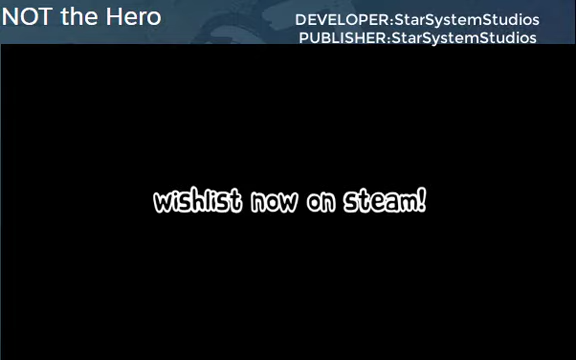 NOT the Hero
DEVELOPER:StarSystemStudios
PUBLISHER:StarSystemStudios
wishlist now on steam!